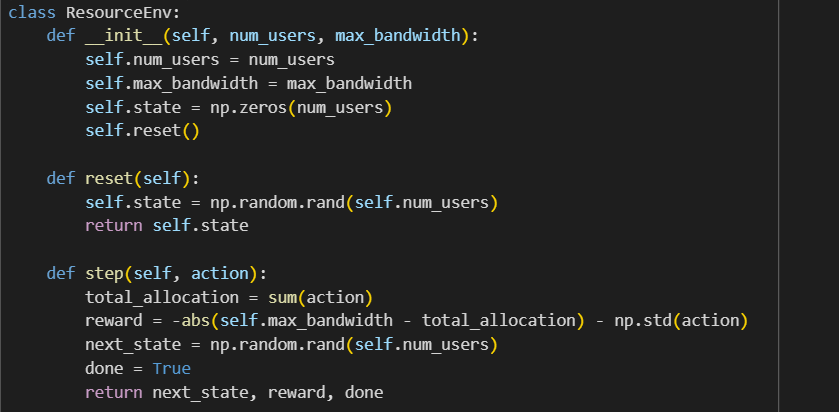 class ResourceEnv:
    def __init__(self, num_users, max_bandwidth):
        self.num_users = num_users
        self.max_bandwidth = max_bandwidth
        self.state = np.zeros(num_users)
        self.reset()

    def reset(self):
        self.state = np.random.rand(self.num_users)
        return self.state

    def step(self, action):
        total_allocation = sum(action)
        reward = -abs(self.max_bandwidth - total_allocation) - np.std(action)
        next_state = np.random.rand(self.num_users)
        done = True
        return next_state, reward, done